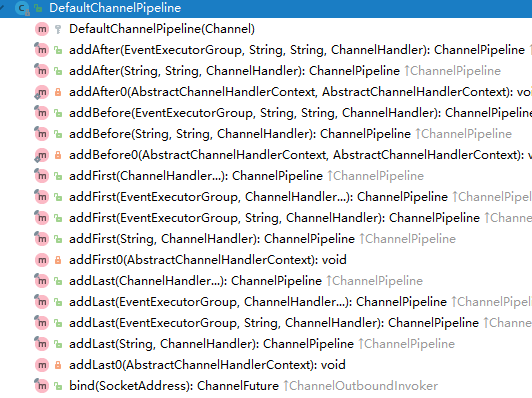 DefaultChannelPipeline
DefaultChannelPipeline(Channel)
addAfter(EventExecutorGroup, String, String, ChannelHandler): ChannelPipeline ↑Chann
addAfter(String, String, ChannelHandler): ChannelPipeline ↑ChannelPipeline
addAfter0(AbstractChannelHandlerContext, AbstractChannelHandlerContext): voi
addBefore(EventExecutorGroup, String, String, ChannelHandler): ChannelPipeline
addBefore(String, String, ChannelHandler): ChannelPipeline ↑ChannelPipeline
addBefore0(AbstractChannelHandlerContext, AbstractChannelHandlerContext): v
addFirst(ChannelHandler...): ChannelPipeline ↑ChannelPipeline
addFirst(EventExecutorGroup, ChannelHandler...): ChannelPipeline ↑ChannelPipeline
addFirst(EventExecutorGroup, String, ChannelHandler): ChannelPipeline ↑Channe
addFirst(String, ChannelHandler): ChannelPipeline ↑ChannelPipeline
addFirst0(AbstractChannelHandlerContext): void
addLast(ChannelHandler...): ChannelPipeline ↑ChannelPipeline
addLast(EventExecutorGroup, ChannelHandler...): ChannelPipeline ↑ChannelPipeline
addLast(EventExecutorGroup, String, ChannelHandler): ChannelPipeline ↑Channe
addLast(String, ChannelHandler): ChannelPipeline ↑ChannelPipeline
addLast0(AbstractChannelHandlerContext): void
bind(SocketAddress): ChannelFuture ↑ChannelOutboundInvoker